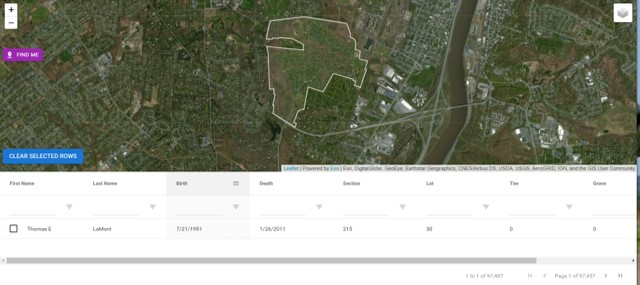 +
−
FIND ME
CLEAR SELECTED ROWS
Leaflet | Powered by Esri | Esri, DigitalGlobe, GeoEye, Earthstar Geographics, CNES/Airbus DS, USDA, USGS, AeroGRID, IGN, and the GIS User Community
First Name Last Name Birth Death Section Lot Tier Grave
Thomas E LaMont 7/21/1951 1/26/2011 215 30 0 0
1 to 1 of 97,457 Page 1 of 97,457